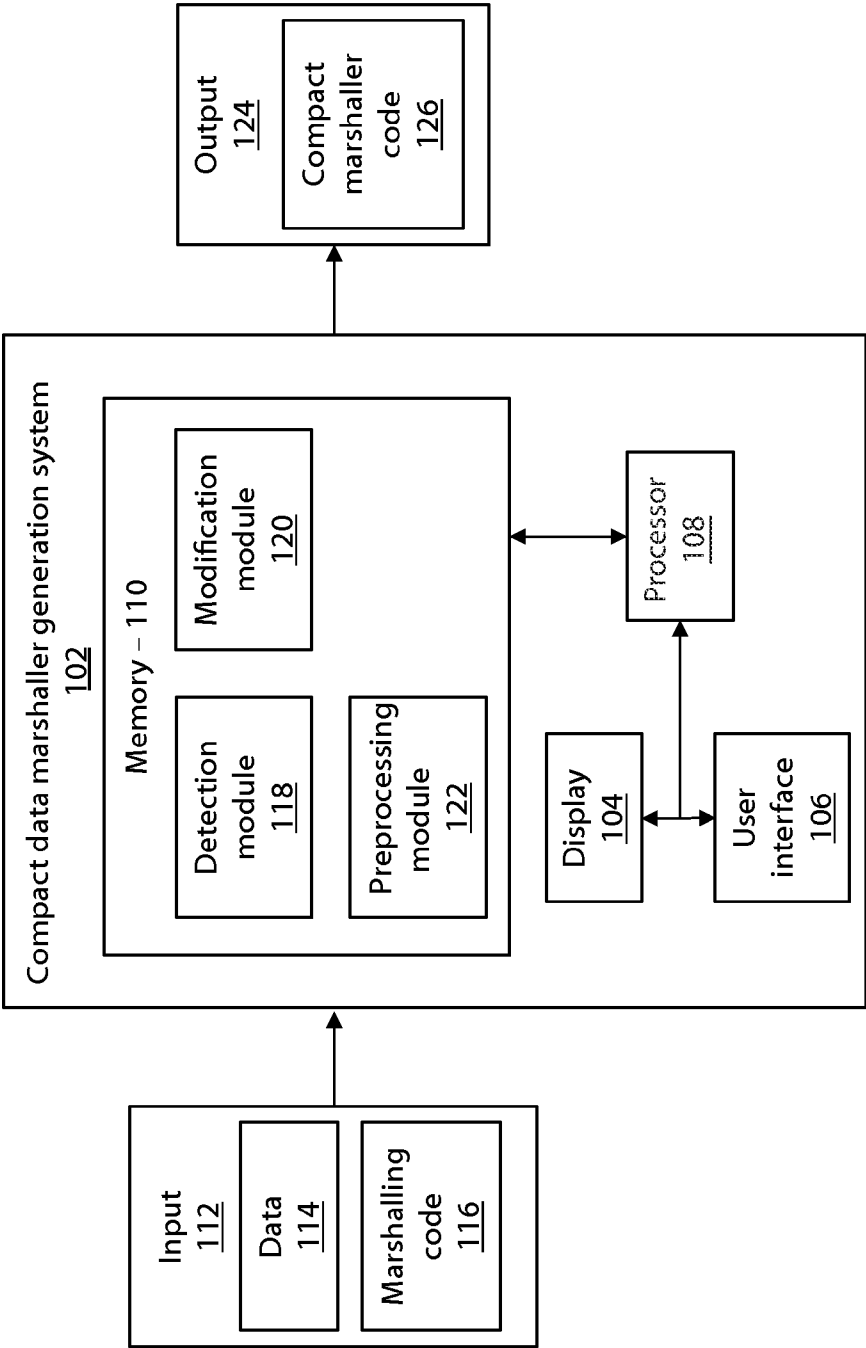 Compact data marshaller generation system
102
Input
112
Data
114
Marshalling
code
116
Memory – 110
Detection
module
118
Modification
module
120
Preprocessing
module
122
Display
104
User
interface
106
Processor
108
Output
124
Compact
marshaller
code
126